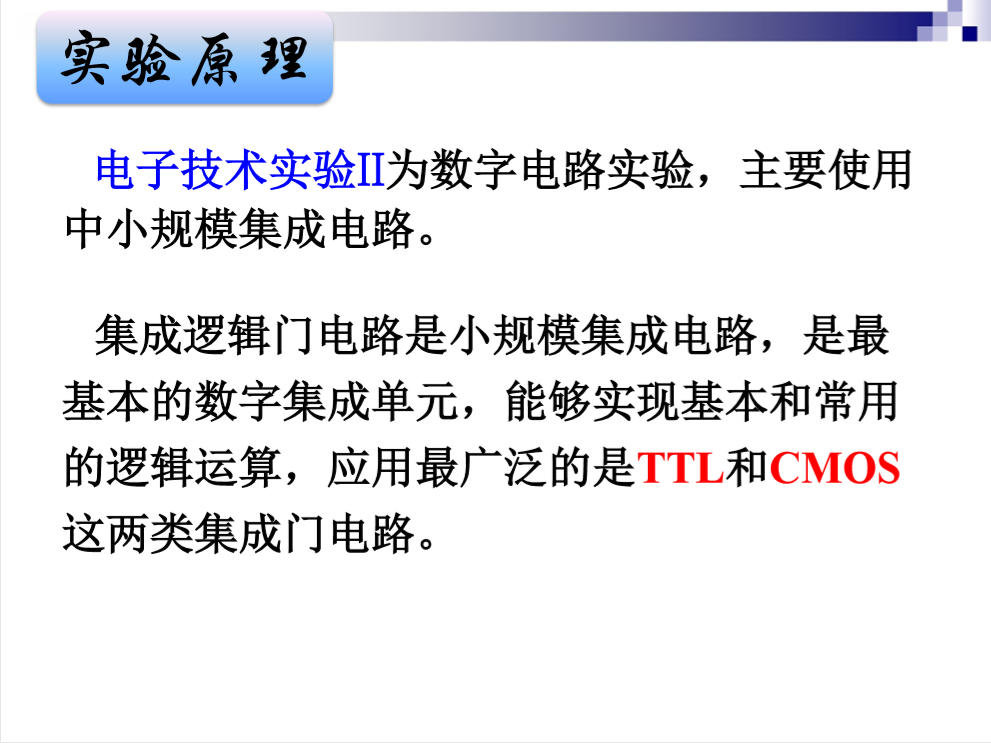 实验原理
电子技术实验II为数字电路实验，主要使用
中小规模集成电路。
集成逻辑门电路是小规模集成电路，是最
基本的数字集成单元，能够实现基本和常用
的逻辑运算，应用最广泛的是TTL和CMOS
这两类集成门电路。